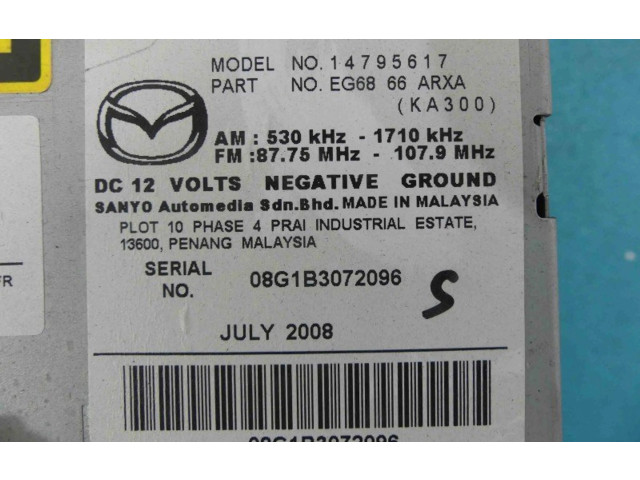 MODEL NO. 14795617
PART NO. EG68 66 ARXA
(KA300)
AM : 530 kHz - 1710 kHz
FM : 87.75 MHz - 107.9 MHz
DC 12 VOLTS NEGATIVE GROUND
SANYO Automedia Sdn.Bhd. MADE IN MALAYSIA
PLOT 10 PHASE 4 PRAI INDUSTRIAL ESTATE,
13600, PENANG MALAYSIA
FR
SERIAL NO. 08G1B3072096
S
JULY 2008
08G1B3072096